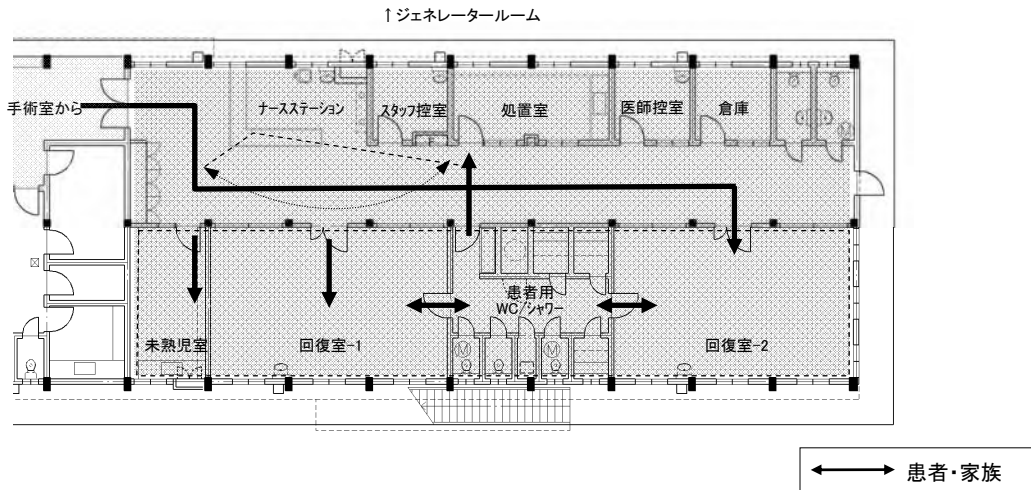 ↑ジェネレータールーム
手術室から
ナースステーション
スタッフ控室
処置室
医師控室
倉庫
患者用
WC/シャワー
未熟児室
回復室-1
回復室-2
M
M
M
患者・家族